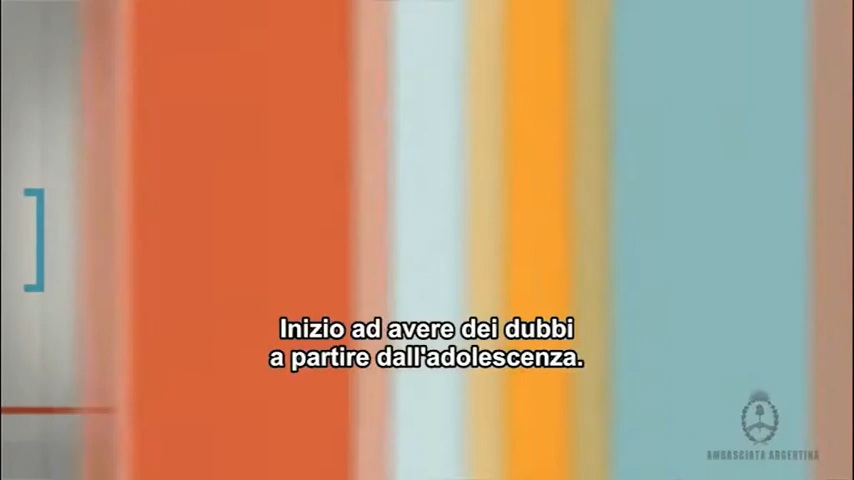 ]
Inizio ad avere dei dubbi
a partire dall'adolescenza.
AMBASCIATA ARGENTINA